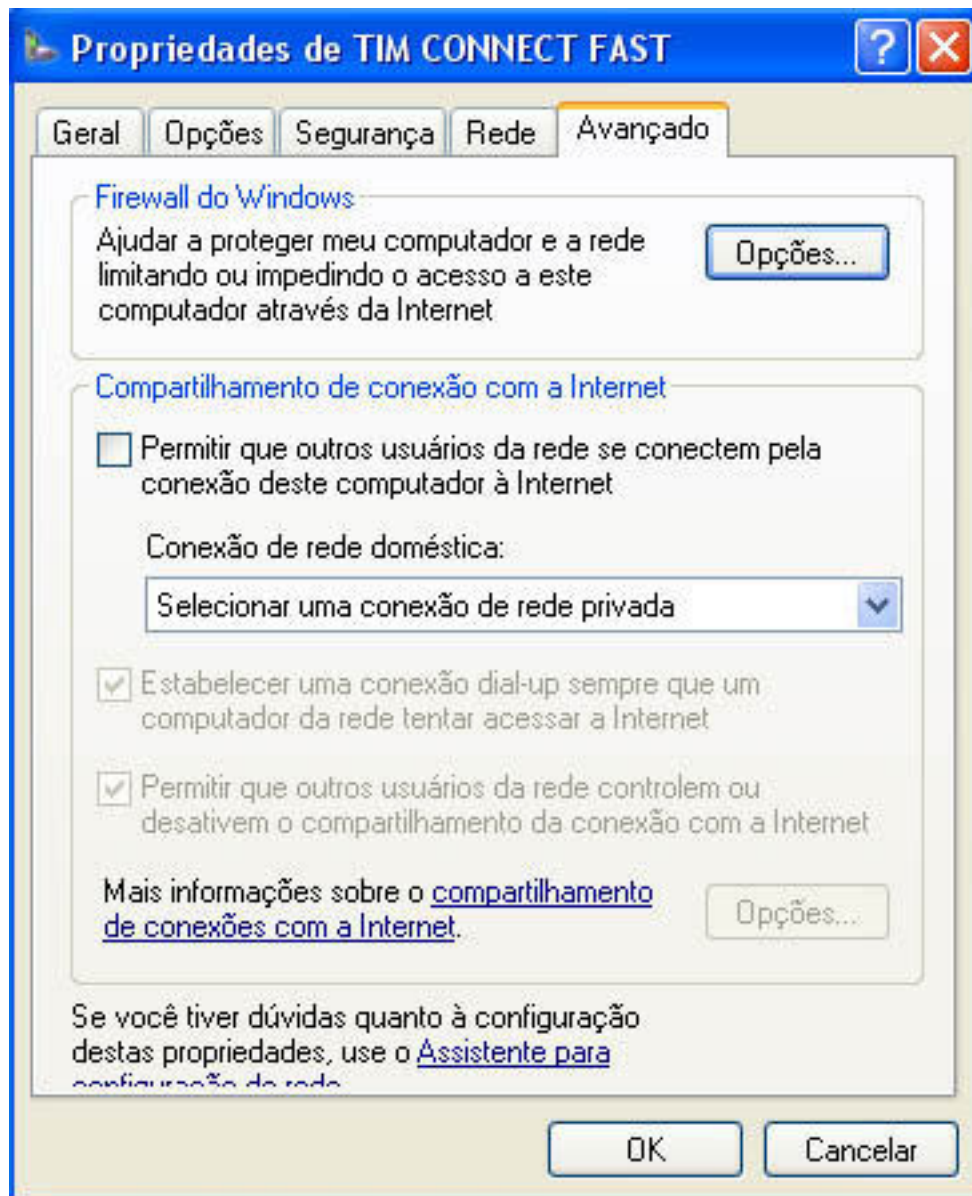 Propriedades de TIM CONNECT FAST
Geral Opções Segurança Rede Avançado
Firewall do Windows
Ajudar a proteger meu computador e a rede
limitando ou impedindo o acesso a este
computador através da Internet
Opções...
Compartilhamento de conexão com a Internet
Permitir que outros usuários da rede se conectem pela
conexão deste computador à Internet
Conexão de rede doméstica:
Selecionar uma conexão de rede privada
Estabelecer uma conexão dial-up sempre que um
computador da rede tentar acessar a Internet
Permitir que outros usuários da rede controlem ou
desativem o compartilhamento da conexão com a Internet
Mais informações sobre o compartilhamento
de conexões com a Internet.
Opções...
Se você tiver dúvidas quanto à configuração
destas propriedades, use o Assistente para
configuração de rede
OK Cancelar